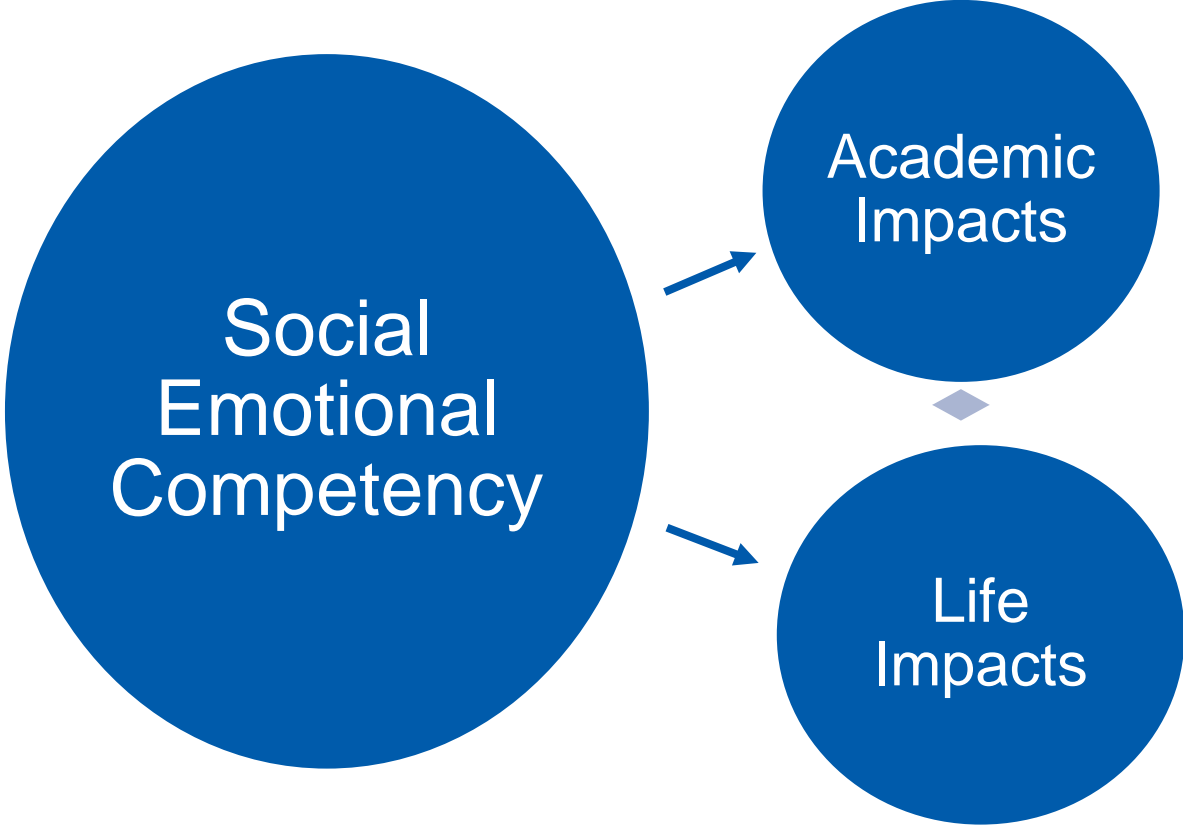 Social
Emotional
Competency
Academic
Impacts
Life
Impacts